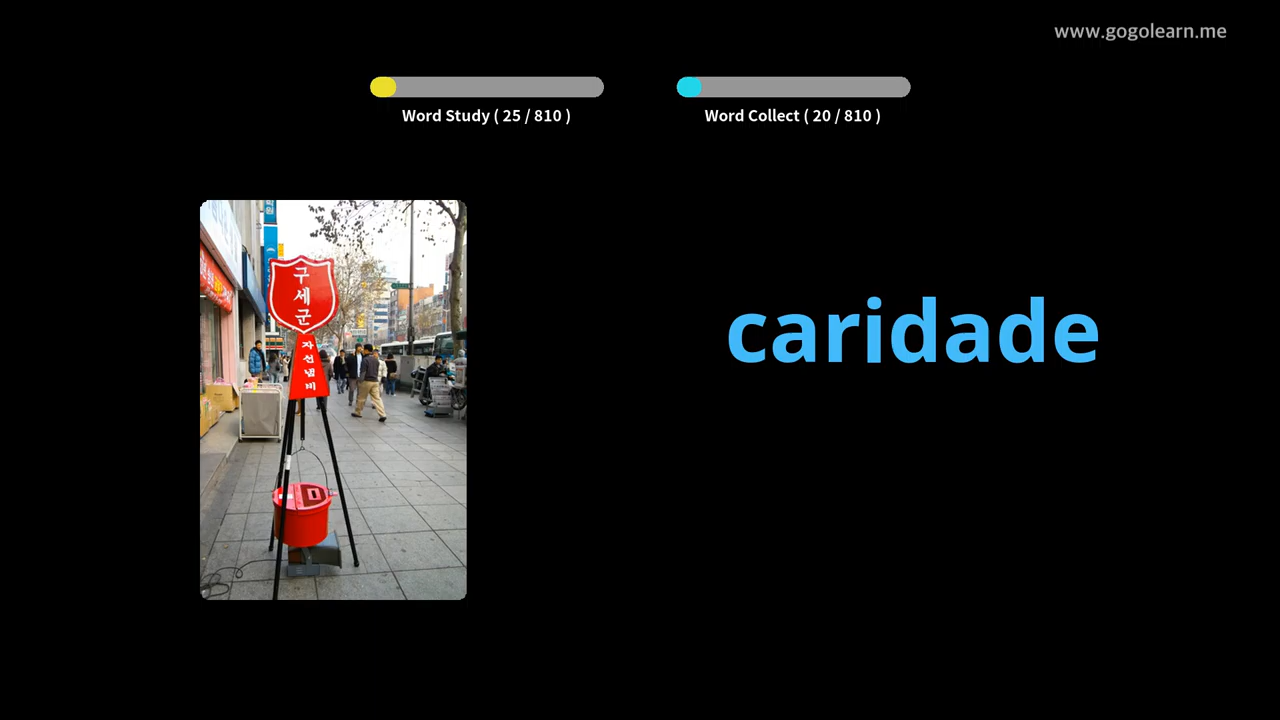 www.gogolearn.me
Word Study ( 25 / 810 )
Word Collect ( 20 / 810 )
caridade
구
세
군
자
선
냄
비